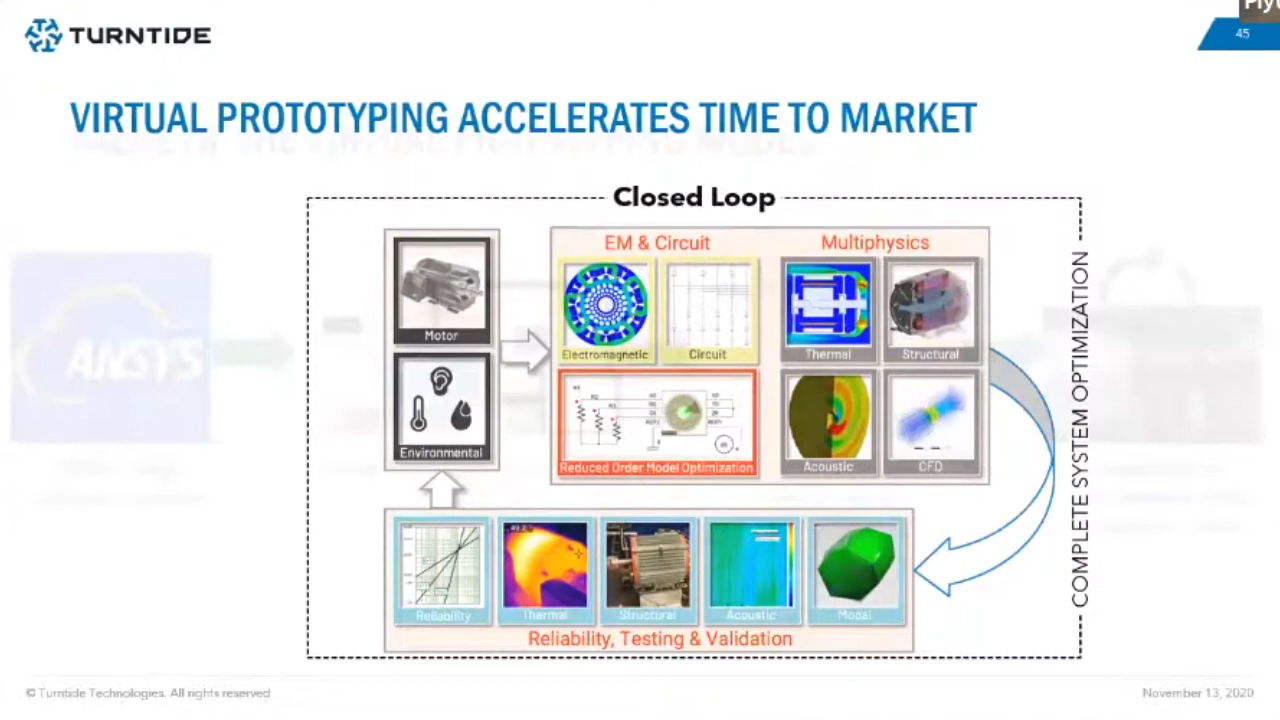 TURNTIDE
45
VIRTUAL PROTOTYPING ACCELERATES TIME TO MARKET
Closed Loop
EM & Circuit
Multiphysics
Motor
Electromagnetic
Circuit
Thermal
Structural
Environmental
Reduced Order Model Optimization
Acoustic
CFD
COMPLETE SYSTEM OPTIMIZATION
ANSYS
Reliability
Thermal
Structural
Acoustic
Modal
Reliability, Testing & Validation
© Turntide Technologies. All rights reserved
November 13, 2020